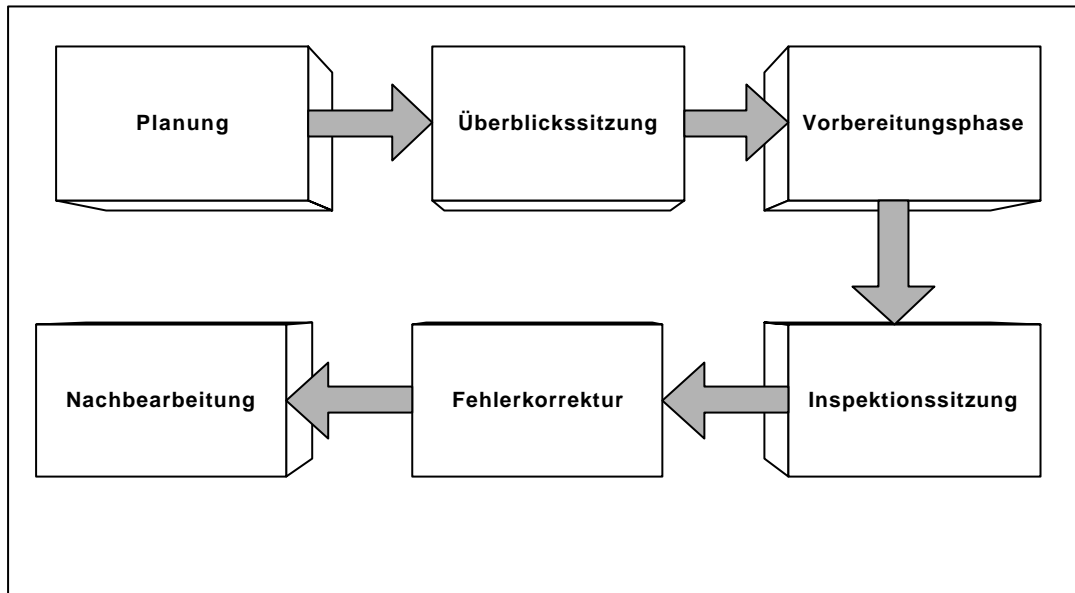 Planung
Überblickssitzung
Vorbereitungsphase
Inspektionssitzung
Fehlerkorrektur
Nachbearbeitung